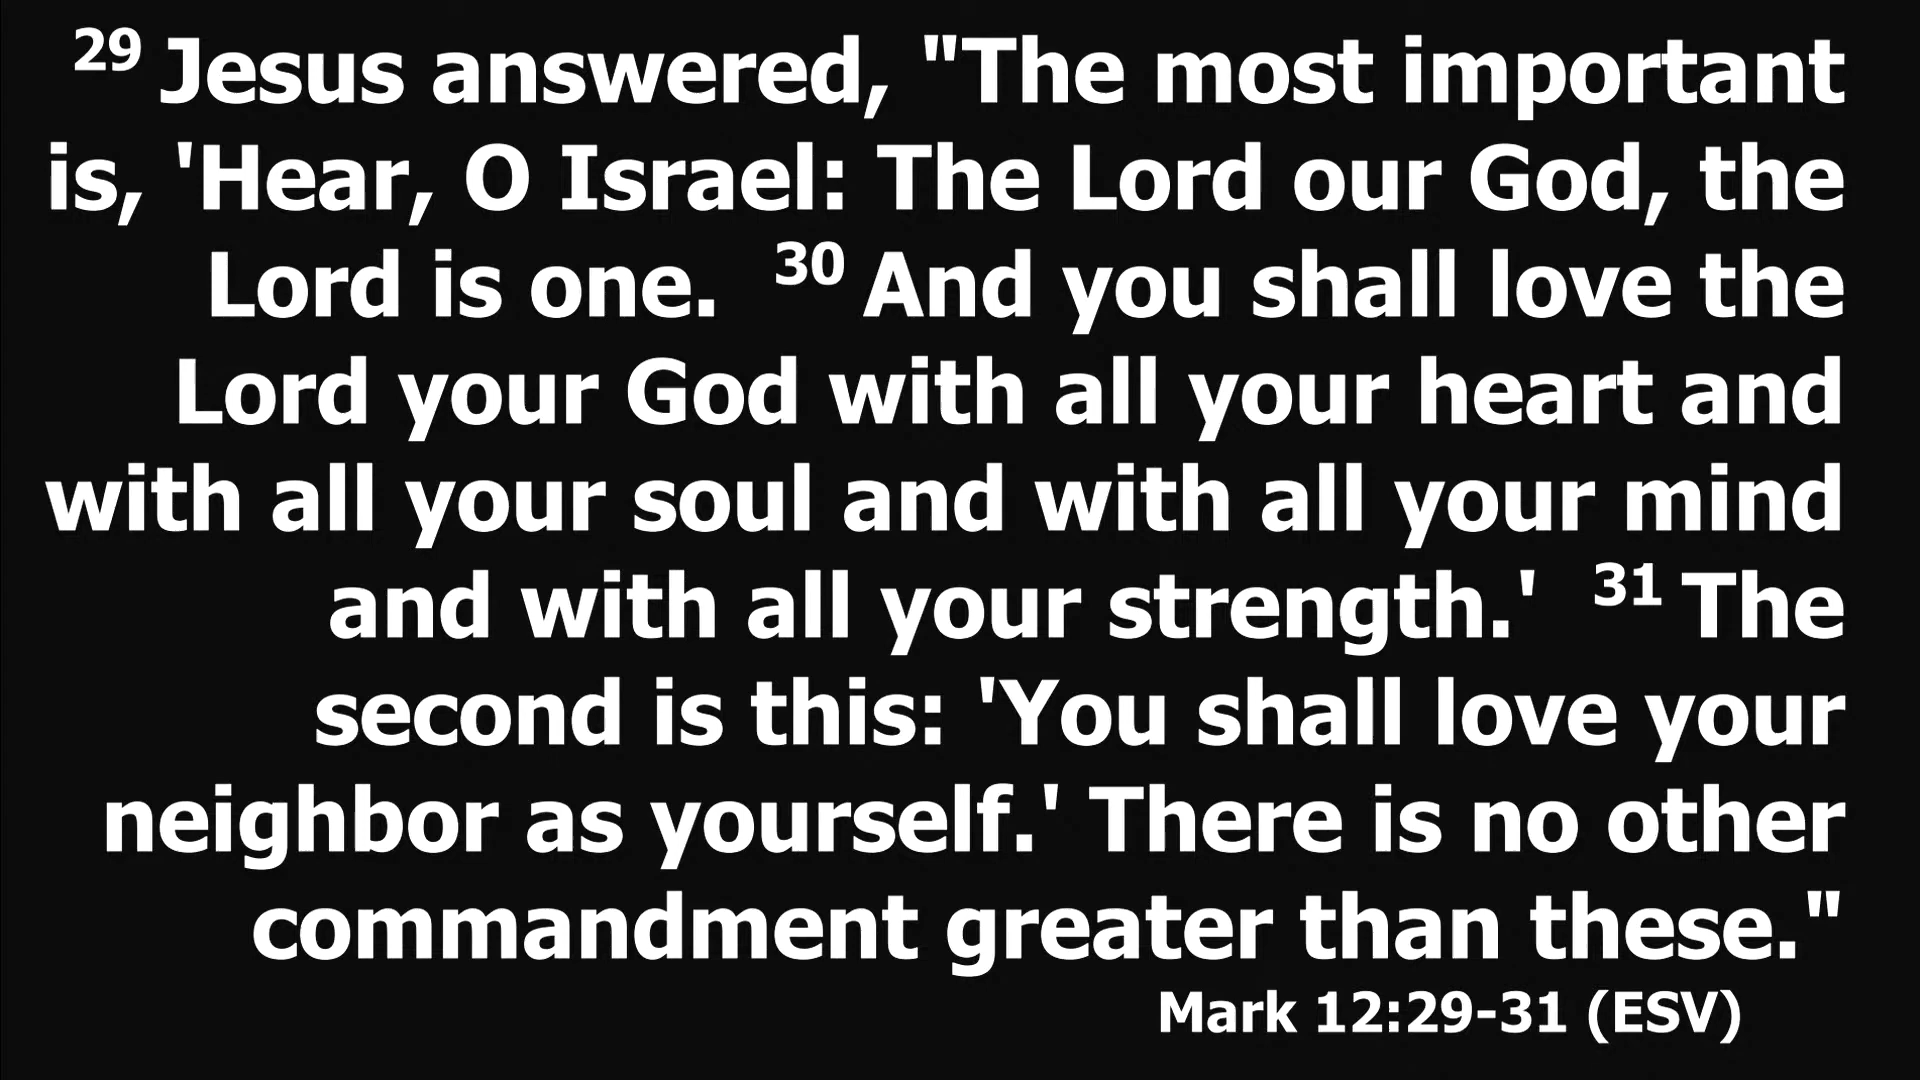 29 Jesus answered, "The most important
is, 'Hear, O Israel: The Lord our God, the
Lord is one. 30 And you shall love the
Lord your God with all your heart and
with all your soul and with all your mind
and with all your strength.' 31 The
second is this: 'You shall love your
neighbor as yourself.' There is no other
commandment greater than these."
Mark 12:29-31 (ESV)